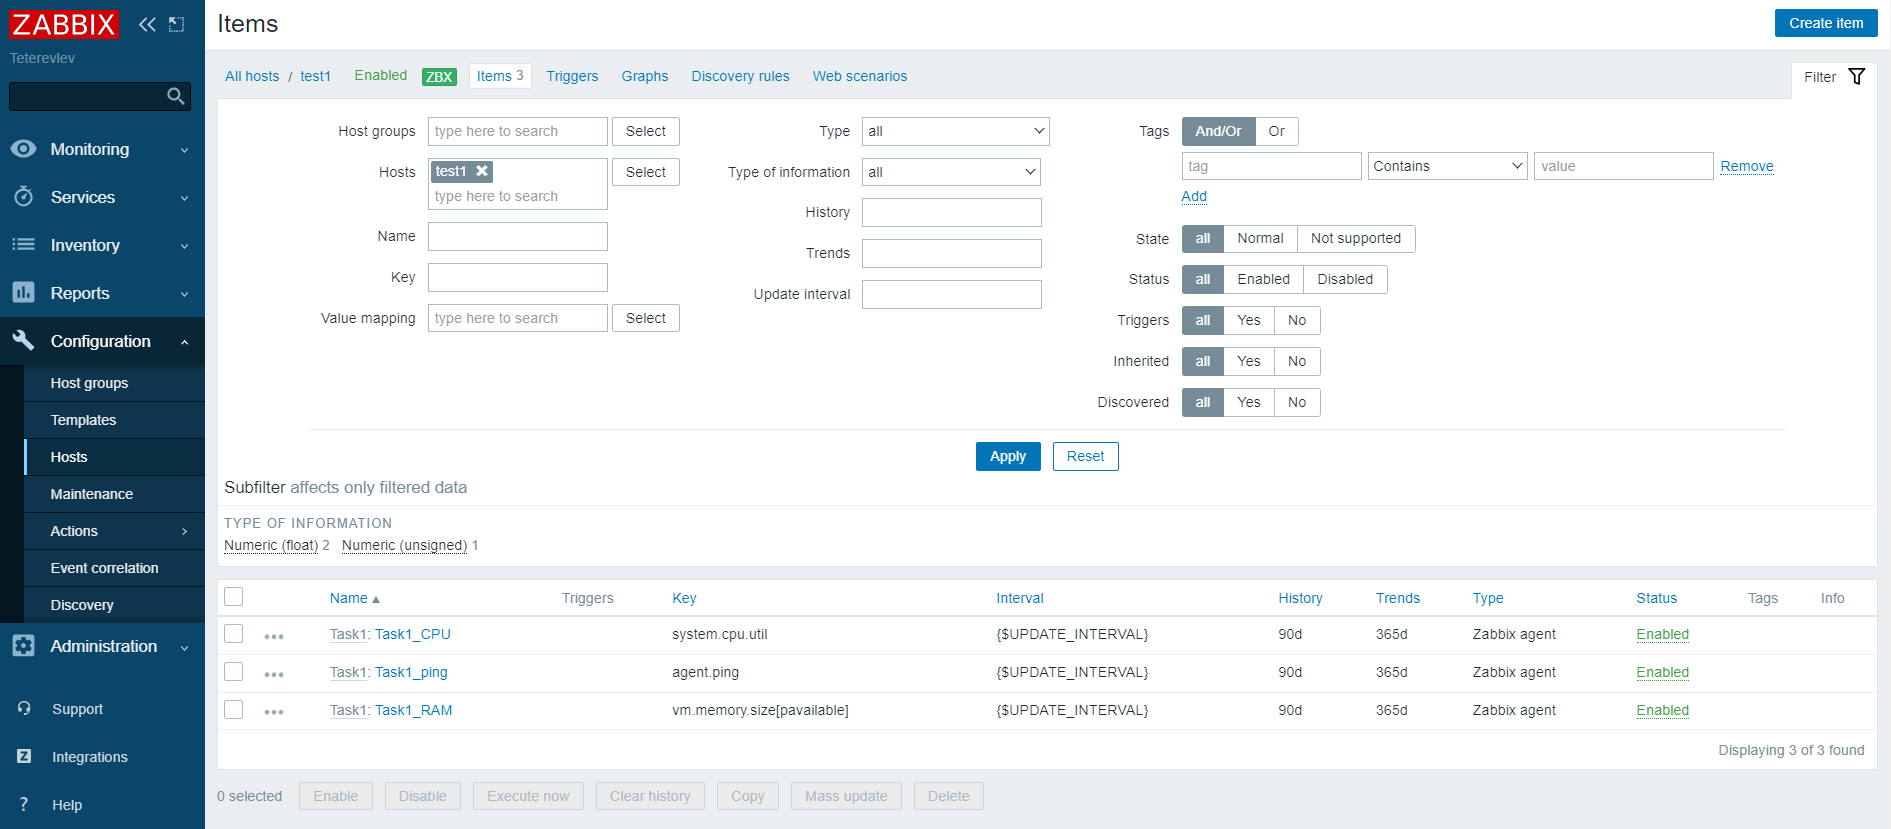 ZABBIX
Teterevlev
Monitoring
Services
Inventory
Reports
Configuration
Host groups
Templates
Hosts
Maintenance
Actions
Event correlation
Discovery
Administration
Support
Integrations
Help
Items
Create item
All hosts / test1 Enabled ZBX Items 3 Triggers Graphs Discovery rules Web scenarios
Filter
Host groups type here to search Select
Hosts test1 Select
type here to search
Name
Key
Value mapping type here to search Select
Type all
Type of information all
History
Trends
Update interval
Tags And/Or Or
tag Contains value Remove
Add
State all Normal Not supported
Status all Enabled Disabled
Triggers all Yes No
Inherited all Yes No
Discovered all Yes No
Apply Reset
Subfilter affects only filtered data
TYPE OF INFORMATION
Numeric (float) 2 Numeric (unsigned) 1
Name Triggers Key Interval History Trends Type Status Tags Info
Task1: Task1_CPU system.cpu.util {$UPDATE_INTERVAL} 90d 365d Zabbix agent Enabled
Task1: Task1_ping agent.ping {$UPDATE_INTERVAL} 90d 365d Zabbix agent Enabled
Task1: Task1_RAM vm.memory.size[pavailable] {$UPDATE_INTERVAL} 90d 365d Zabbix agent Enabled
Displaying 3 of 3 found
0 selected Enable Disable Execute now Clear history Copy Mass update Delete